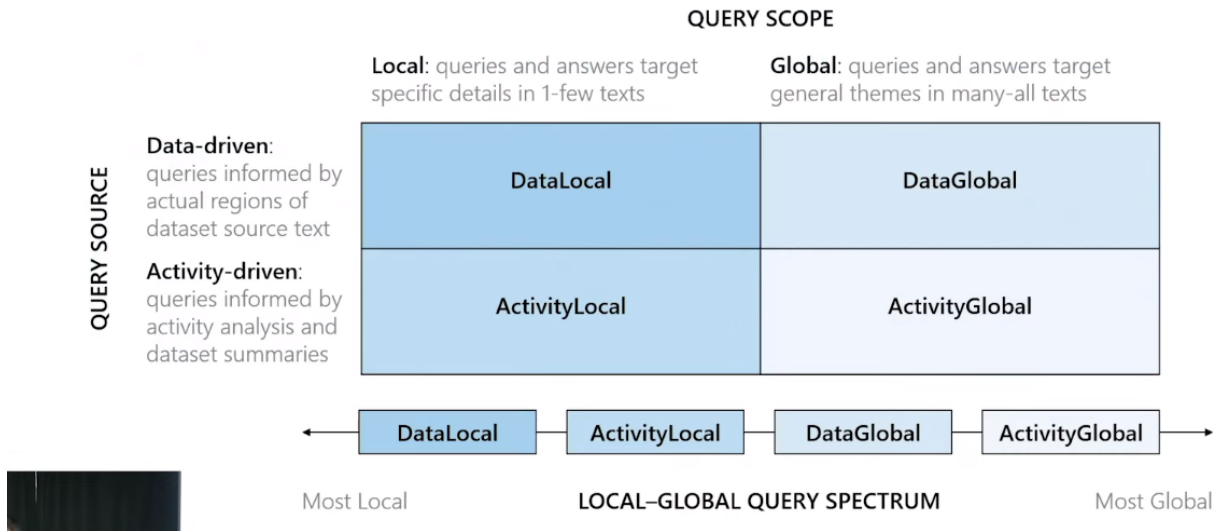 QUERY SCOPE
Local: queries and answers target
specific details in 1-few texts
Global: queries and answers target
general themes in many-all texts
QUERY SOURCE
Data-driven:
queries informed by
actual regions of
dataset source text
Activity-driven:
queries informed by
activity analysis and
dataset summaries
DataLocal
DataGlobal
ActivityLocal
ActivityGlobal
DataLocal
ActivityLocal
DataGlobal
ActivityGlobal
Most Local
LOCAL–GLOBAL QUERY SPECTRUM
Most Global